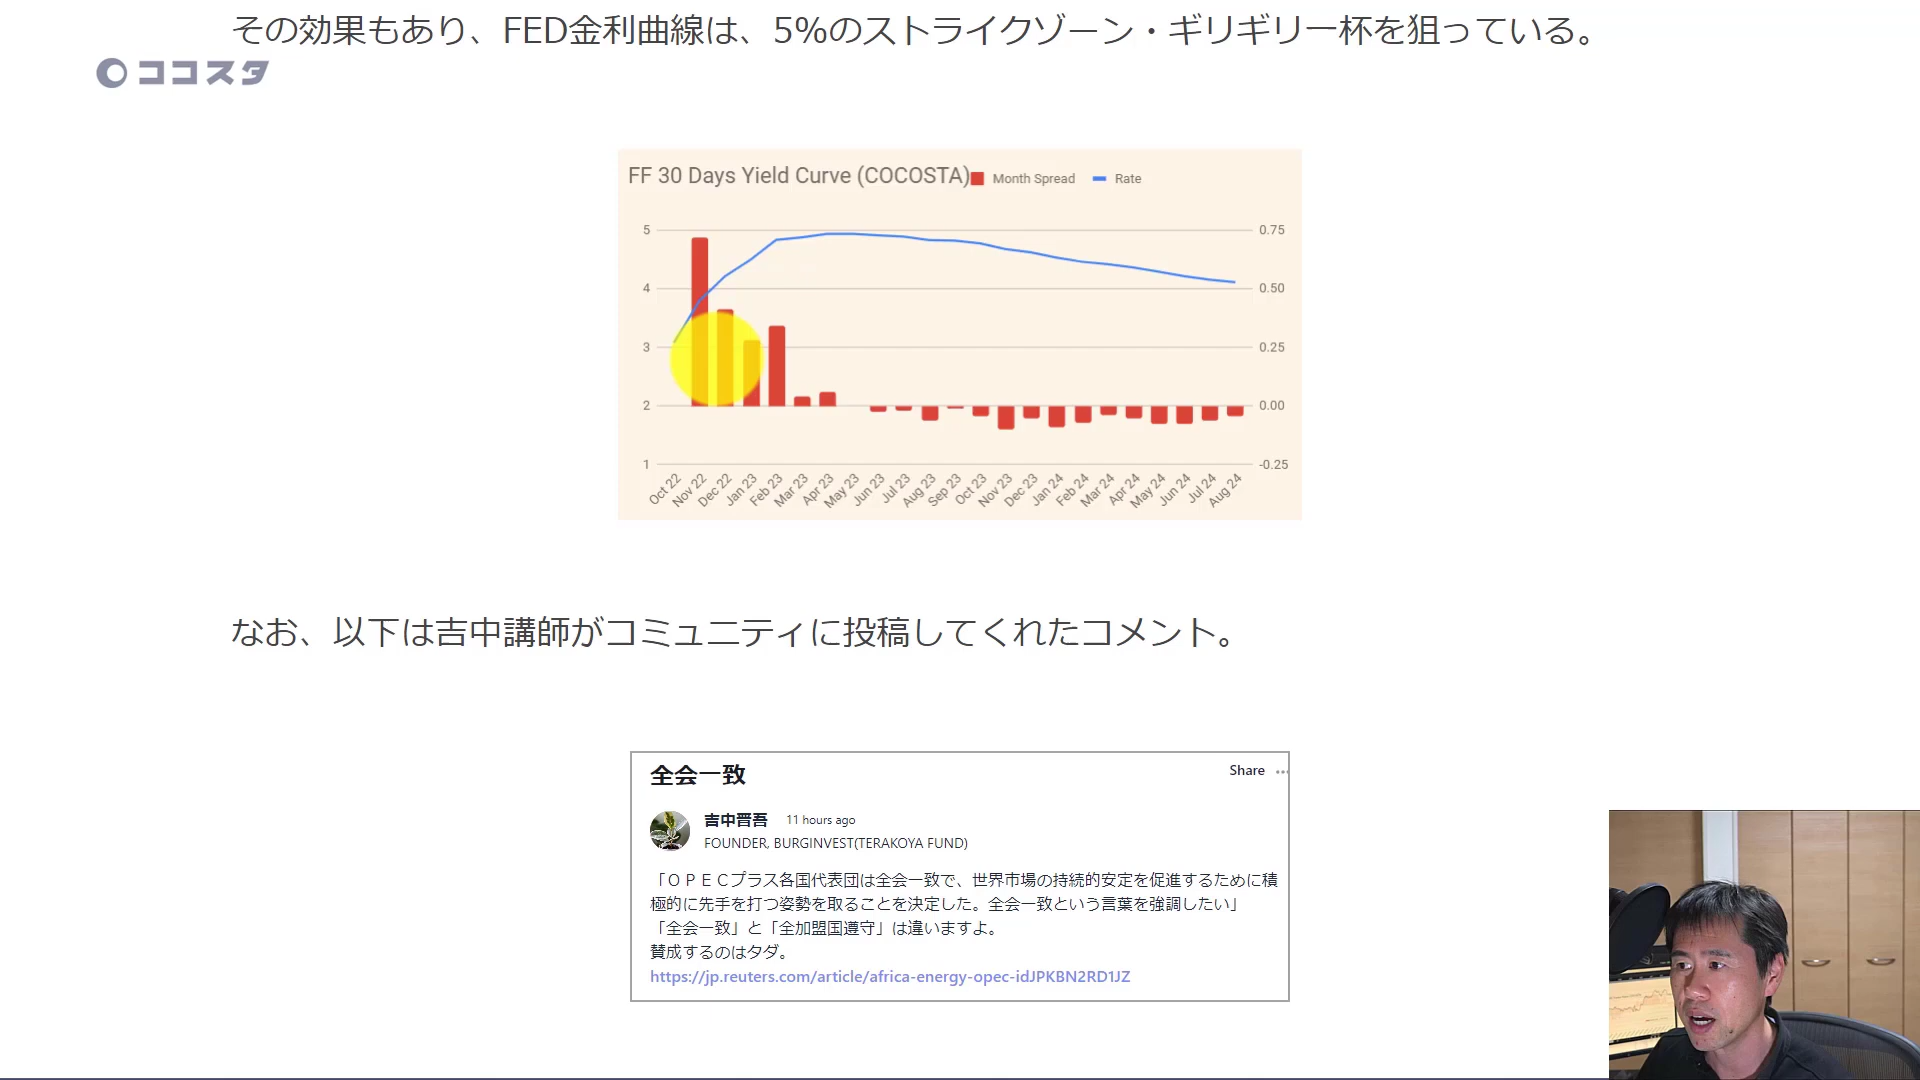 その効果もあり、FED金利曲線は、5%のストライクゾーン・ギリギリ一杯を狙っている。
ココスタ
FF 30 Days Yield Curve (COCOSTA)
Month Spread
Rate
5
4
3
2
1
0.75
0.50
0.25
0.00
-0.25
Oct 22
Nov 22
Dec 22
Jan 23
Feb 23
Mar 23
Apr 23
May 23
Jun 23
Jul 23
Aug 23
Sep 23
Oct 23
Nov 23
Dec 23
Jan 24
Feb 24
Mar 24
Apr 24
May 24
Jun 24
Jul 24
Aug 24
なお、以下は吉中講師がコミュニティに投稿してくれたコメント。
全会一致
Share ...
吉中晋吾 11 hours ago
FOUNDER, BURGINVEST(TERAKOYA FUND)
「ＯＰＥＣプラス各国代表団は全会一致で、世界市場の持続的安定を促進するために積
極的に先手を打つ姿勢を取ることを決定した。全会一致という言葉を強調したい」
「全会一致」と「全加盟国遵守」は違いますよ。
賛成するのはタダ。
https://jp.reuters.com/article/africa-energy-opec-idJPKBN2RD1JZ